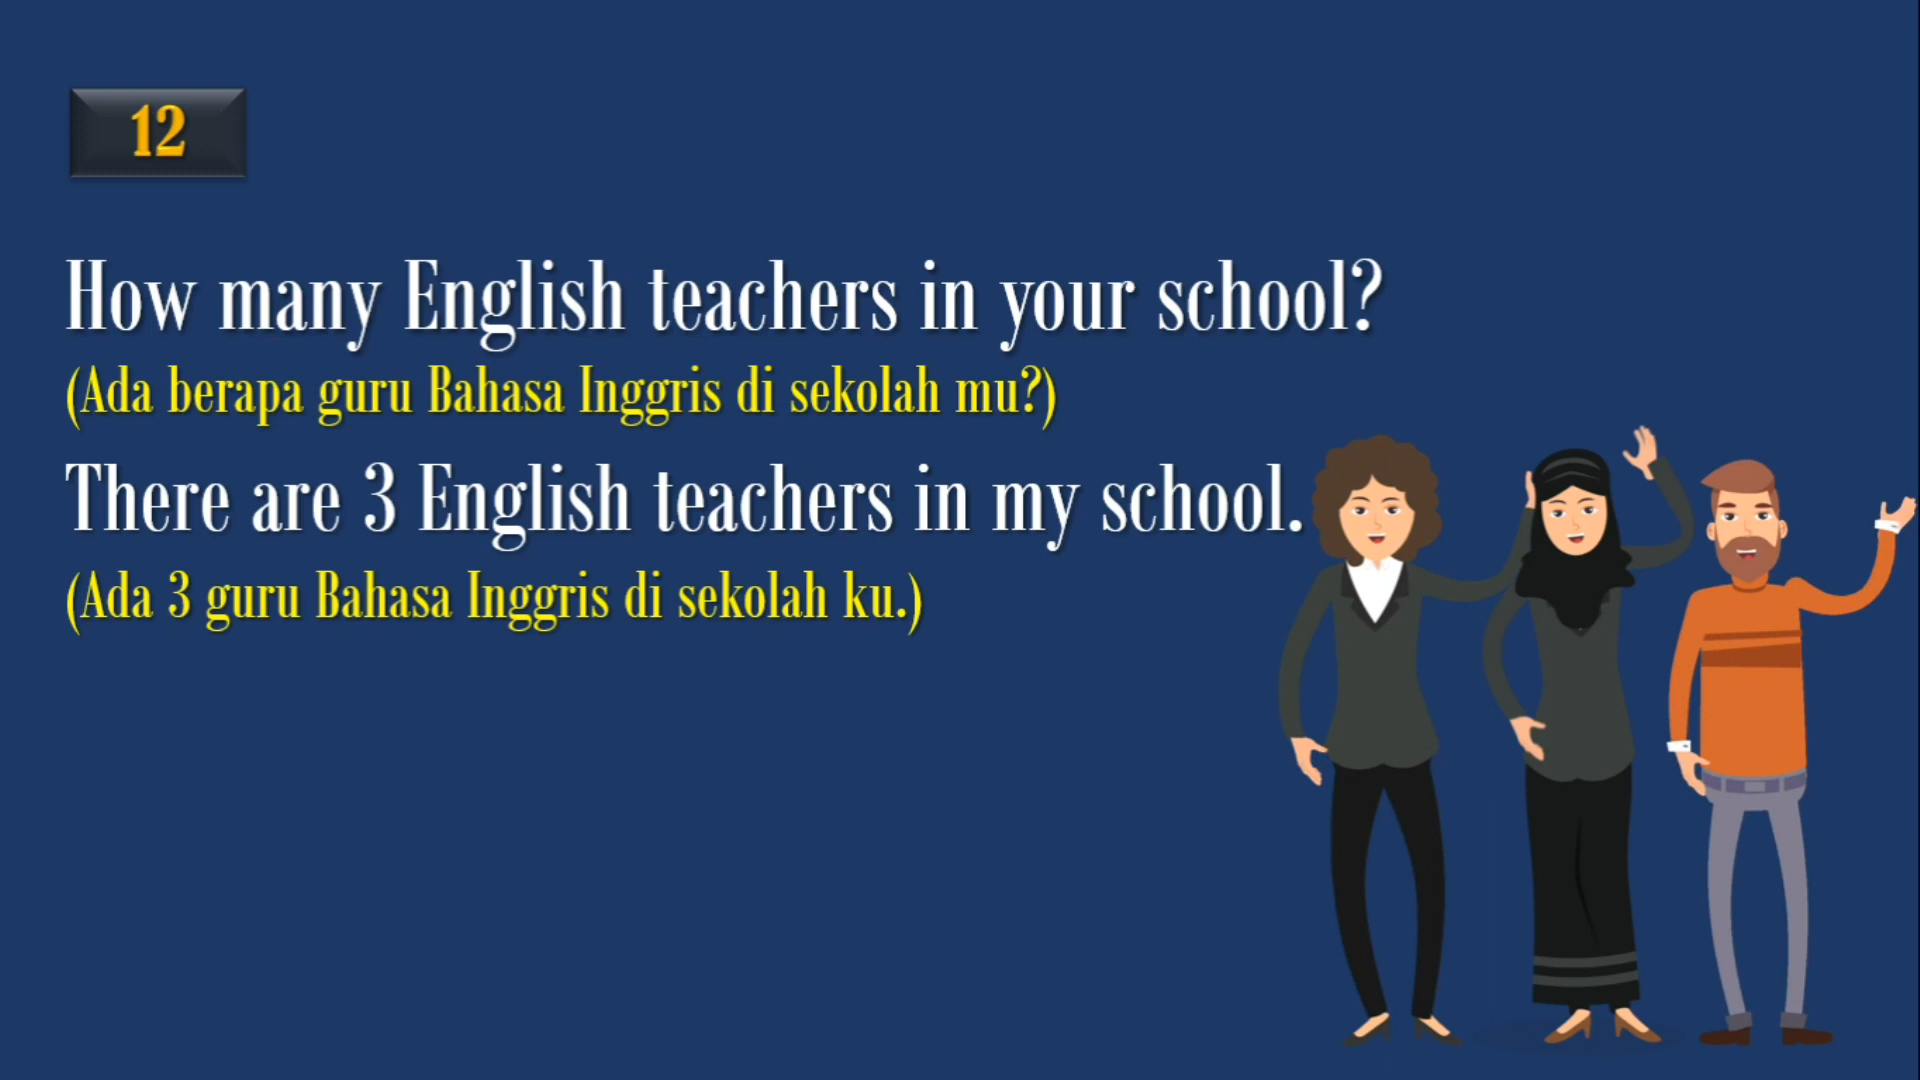 12
How many English teachers in your school?
(Ada berapa guru Bahasa Inggris di sekolah mu?)
There are 3 English teachers in my school.
(Ada 3 guru Bahasa Inggris di sekolah ku.)